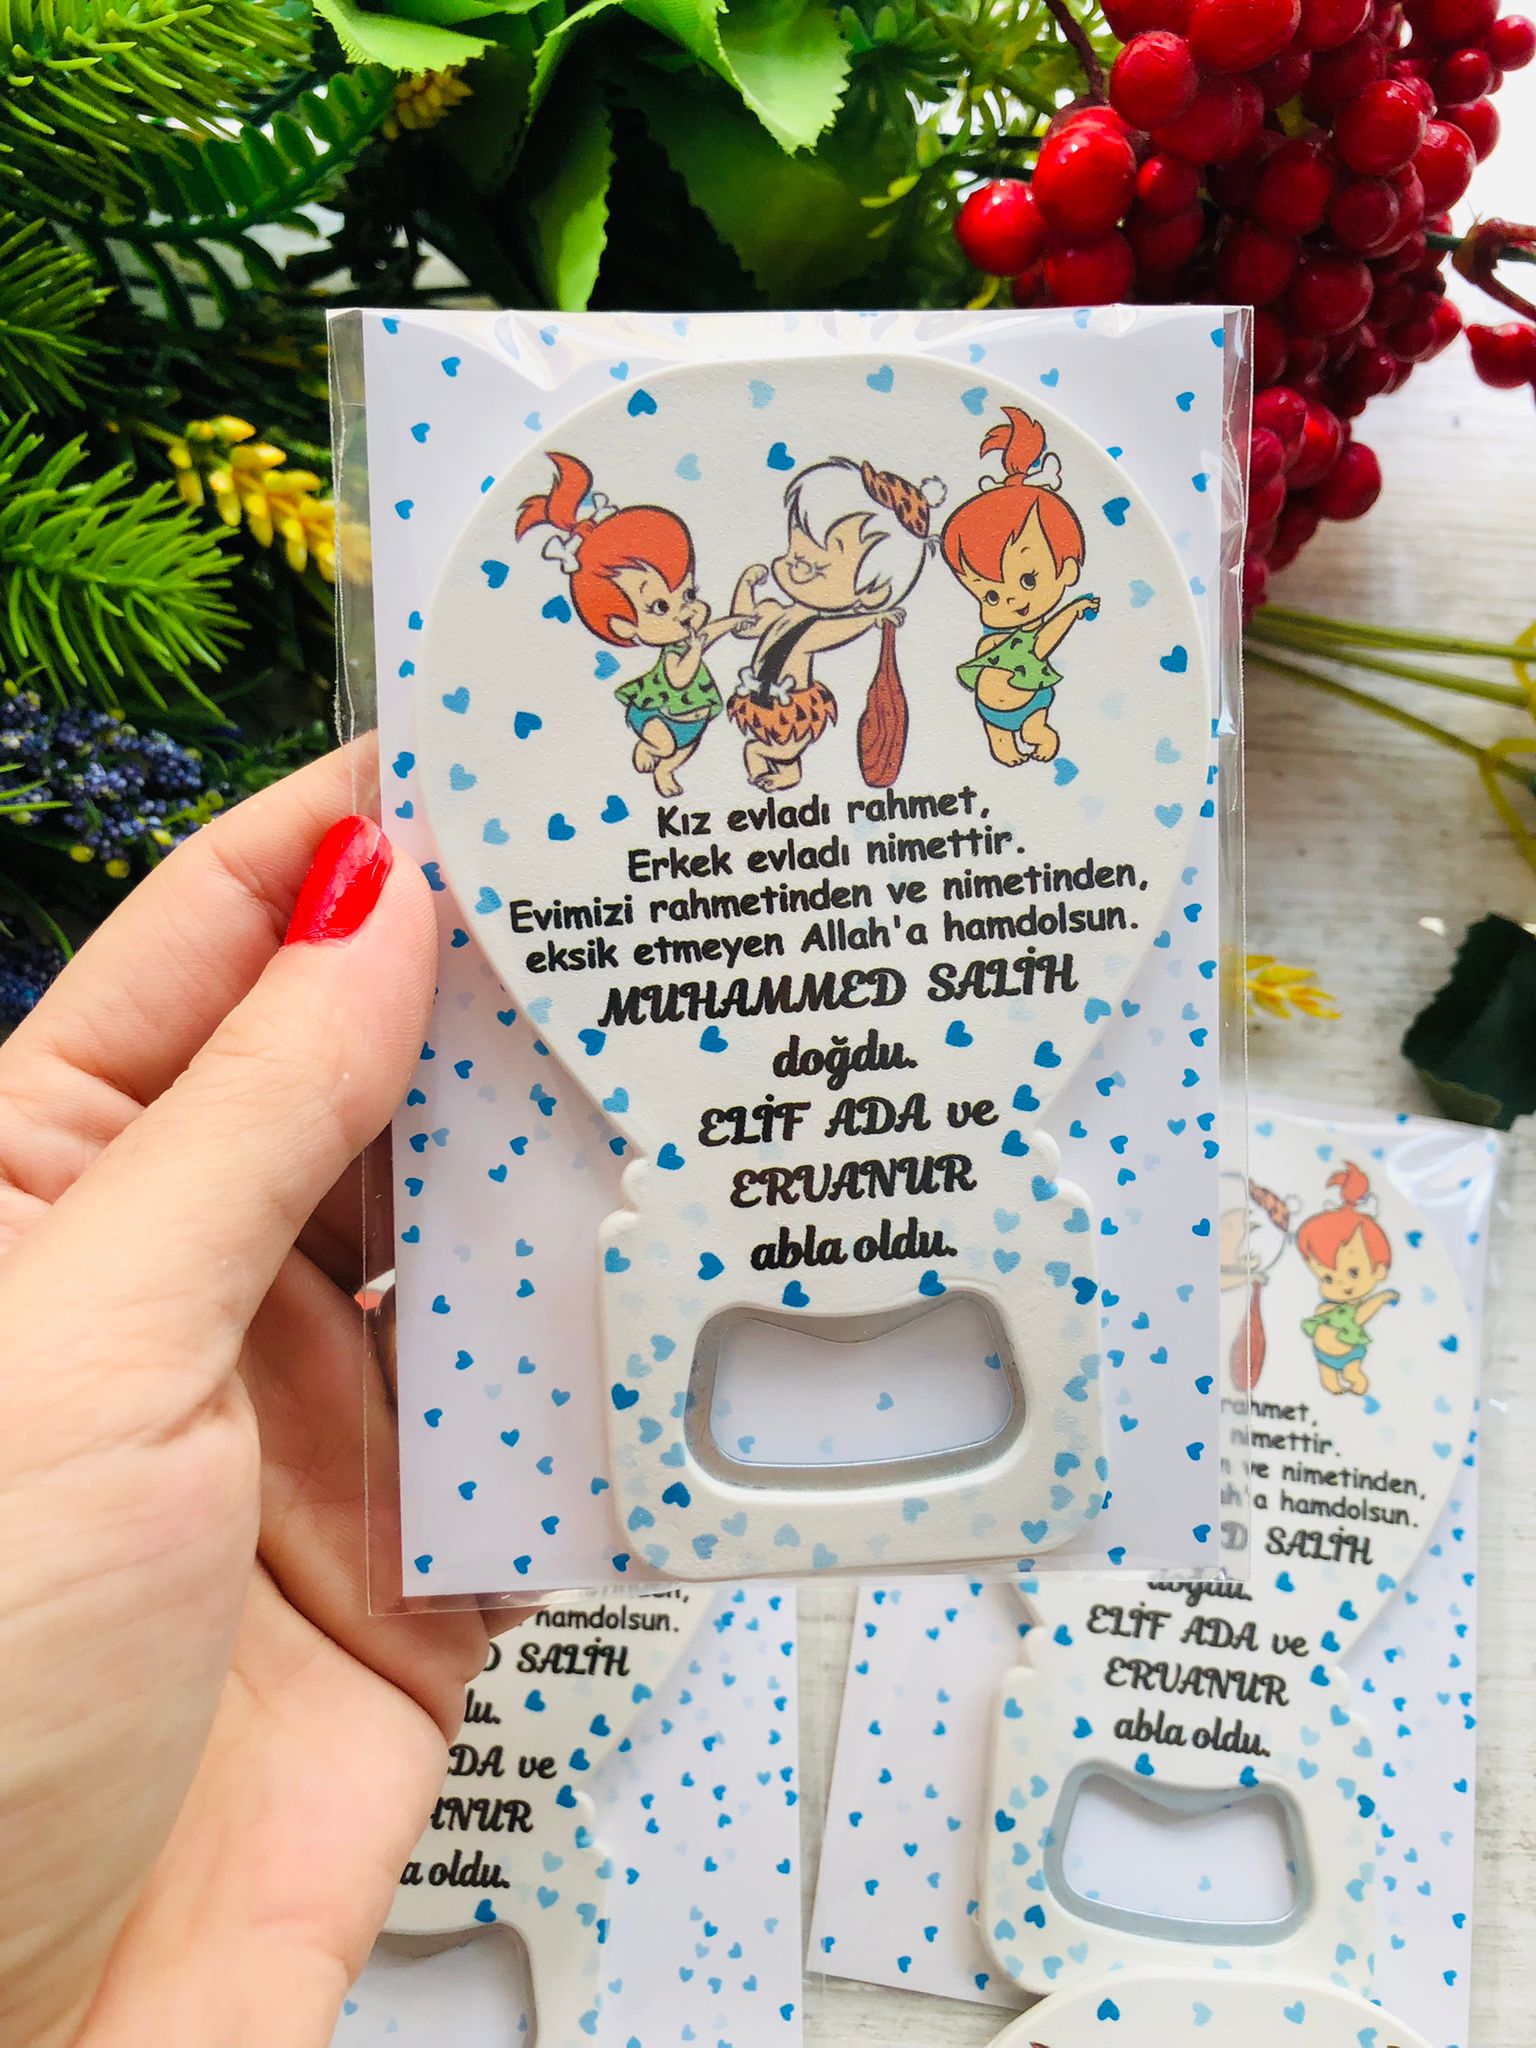 Kız evladı rahmet,
Erkek evladı nimettir.
Evimizi rahmetinden ve nimetinden,
eksik etmeyen Allah'a hamdolsun.
MUHAMMED SALİH
doğdu.
ELİF ADA ve
ERVANUR
abla oldu.
rahmet,
nimettir.
ve nimetinden,
'a hamdolsun.
SALİH
doğdu.
ELİF ADA ve
ERVANUR
abla oldu.
hamdolsun.
SALİH
ve
oldu.